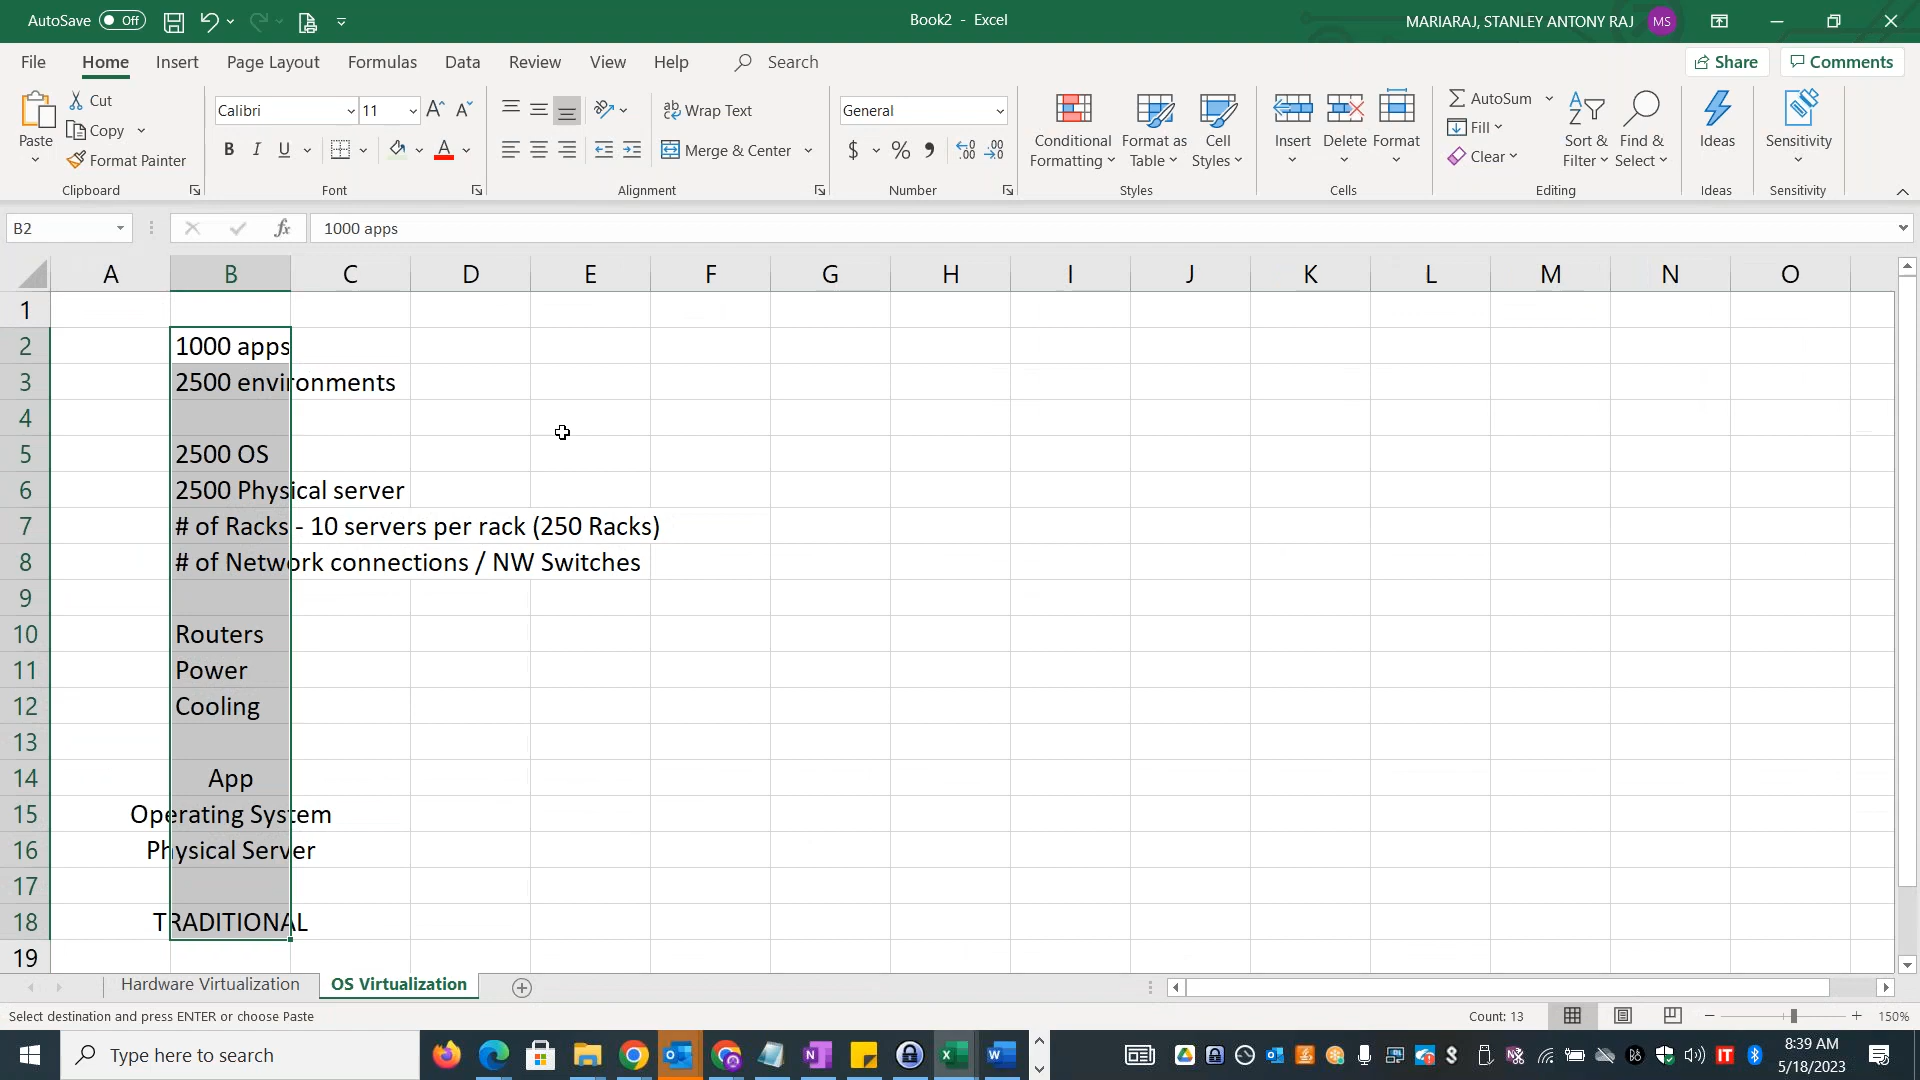 AutoSave Off Book2 - Excel MARIARAJ, STANLEY ANTONY RAJ MS
File Home Insert Page Layout Formulas Data Review View Help Search Share Comments
Paste Cut Copy Format Painter
Clipboard
Calibri 11
B I U A
Font
Wrap Text
Merge & Center
Alignment
General
$ %
Number
Conditional Formatting
Format as Table
Cell Styles
Styles
Insert Delete Format
Cells
AutoSum
Fill
Clear
Sort & Filter
Find & Select
Editing
Ideas
Ideas
Sensitivity
Sensitivity
B2 fx 1000 apps
A B C D E F G H I J K L M N O
1
2 1000 apps
3 2500 environments
4
5 2500 OS
6 2500 Physical server
7 # of Racks - 10 servers per rack (250 Racks)
8 # of Network connections / NW Switches
9
10 Routers
11 Power
12 Cooling
13
14 App
15 Operating System
16 Physical Server
17
18 TRADITIONAL
19
Hardware Virtualization OS Virtualization
Select destination and press ENTER or choose Paste Count: 13 150%
Type here to search
8:39 AM
5/18/2023